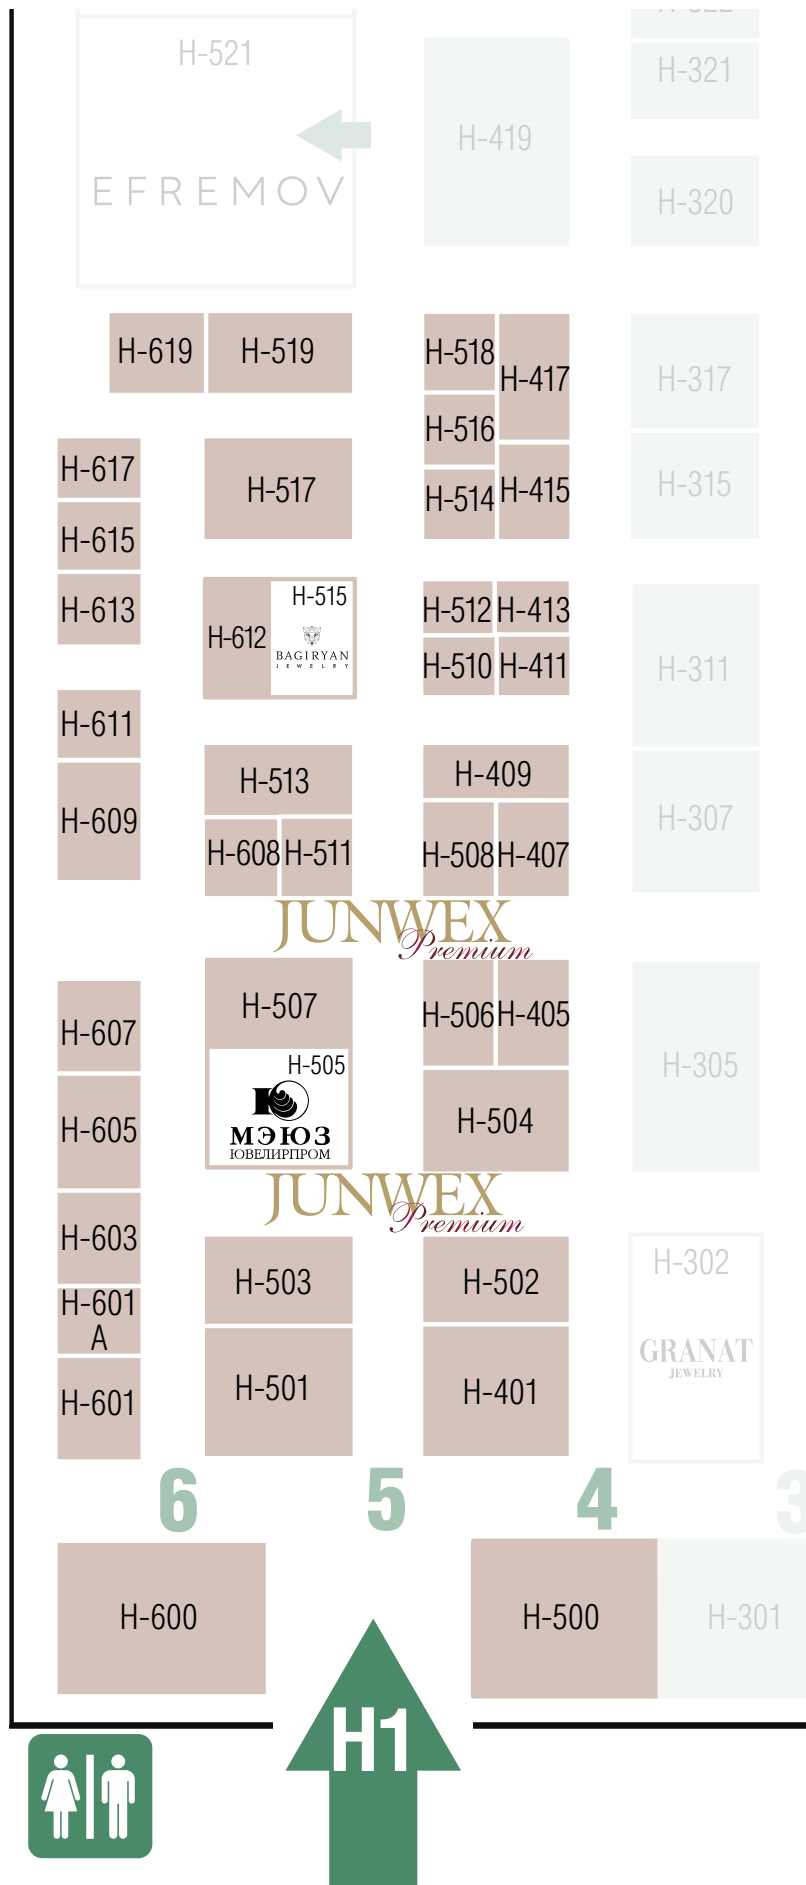 H-521
EFREMOV
H-419
H-321
H-320
H-619
H-519
H-518
H-417
H-516
H-514
H-415
H-317
H-315
H-617
H-615
H-613
H-517
H-612
H-515
BAGIRYAN
JEWELRY
H-512
H-413
H-510
H-411
H-311
H-611
H-609
H-513
H-608
H-511
H-409
H-508
H-407
H-307
JUNWEX
Premium
H-607
H-605
H-603
H-601
A
H-601
H-507
H-505
МЭЮЗ
ЮВЕЛИРПРОМ
H-506
H-405
H-504
H-305
JUNWEX
Premium
H-503
H-501
H-502
H-401
H-302
GRANAT
JEWELRY
6
5
4
3
H-600
H-500
H-301
H1